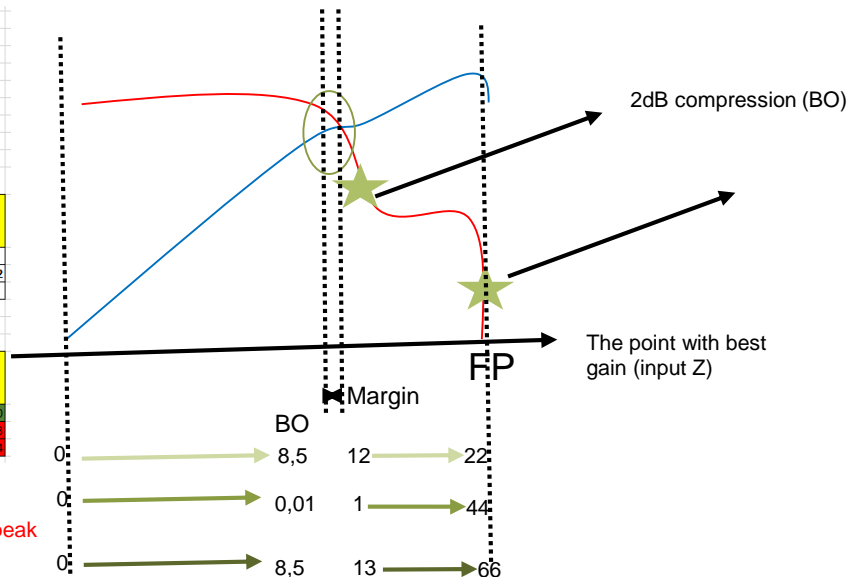 2dB compression (BO)
The point with best
gain (input Z)
FP
Margin
BO
0 8,5 12 22
0 0,01 1 44
peak
0 8,5 13 66